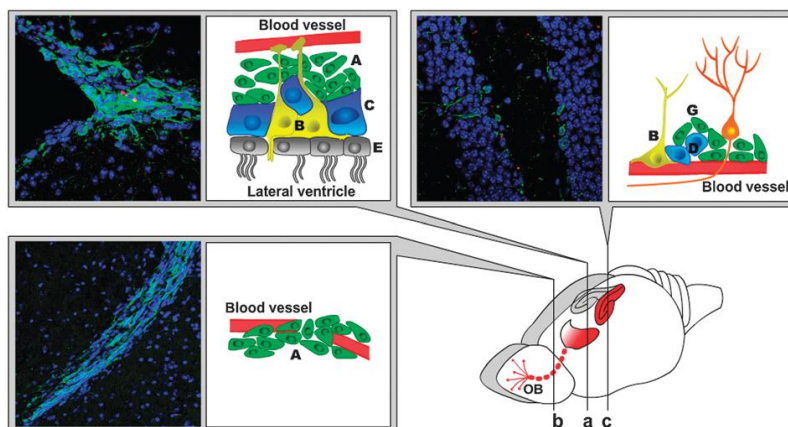 Blood vessel
A
C
B
E
Lateral ventricle
G
B
D
Blood vessel
Blood vessel
A
OB
b a c